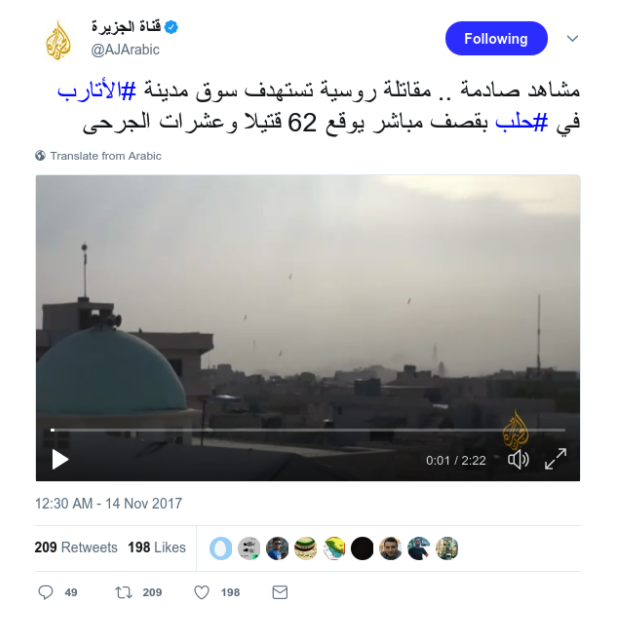 قناة الجزيرة
@AJArabic
Following
مشاهد صادمة .. مقاتلة روسية تستهدف سوق مدينة #الأتارب
في #حلب بقصف مباشر يوقع 62 قتيلا وعشرات الجرحى
Translate from Arabic
0:01 / 2:22
12:30 AM - 14 Nov 2017
209 Retweets 198 Likes
49 209 198